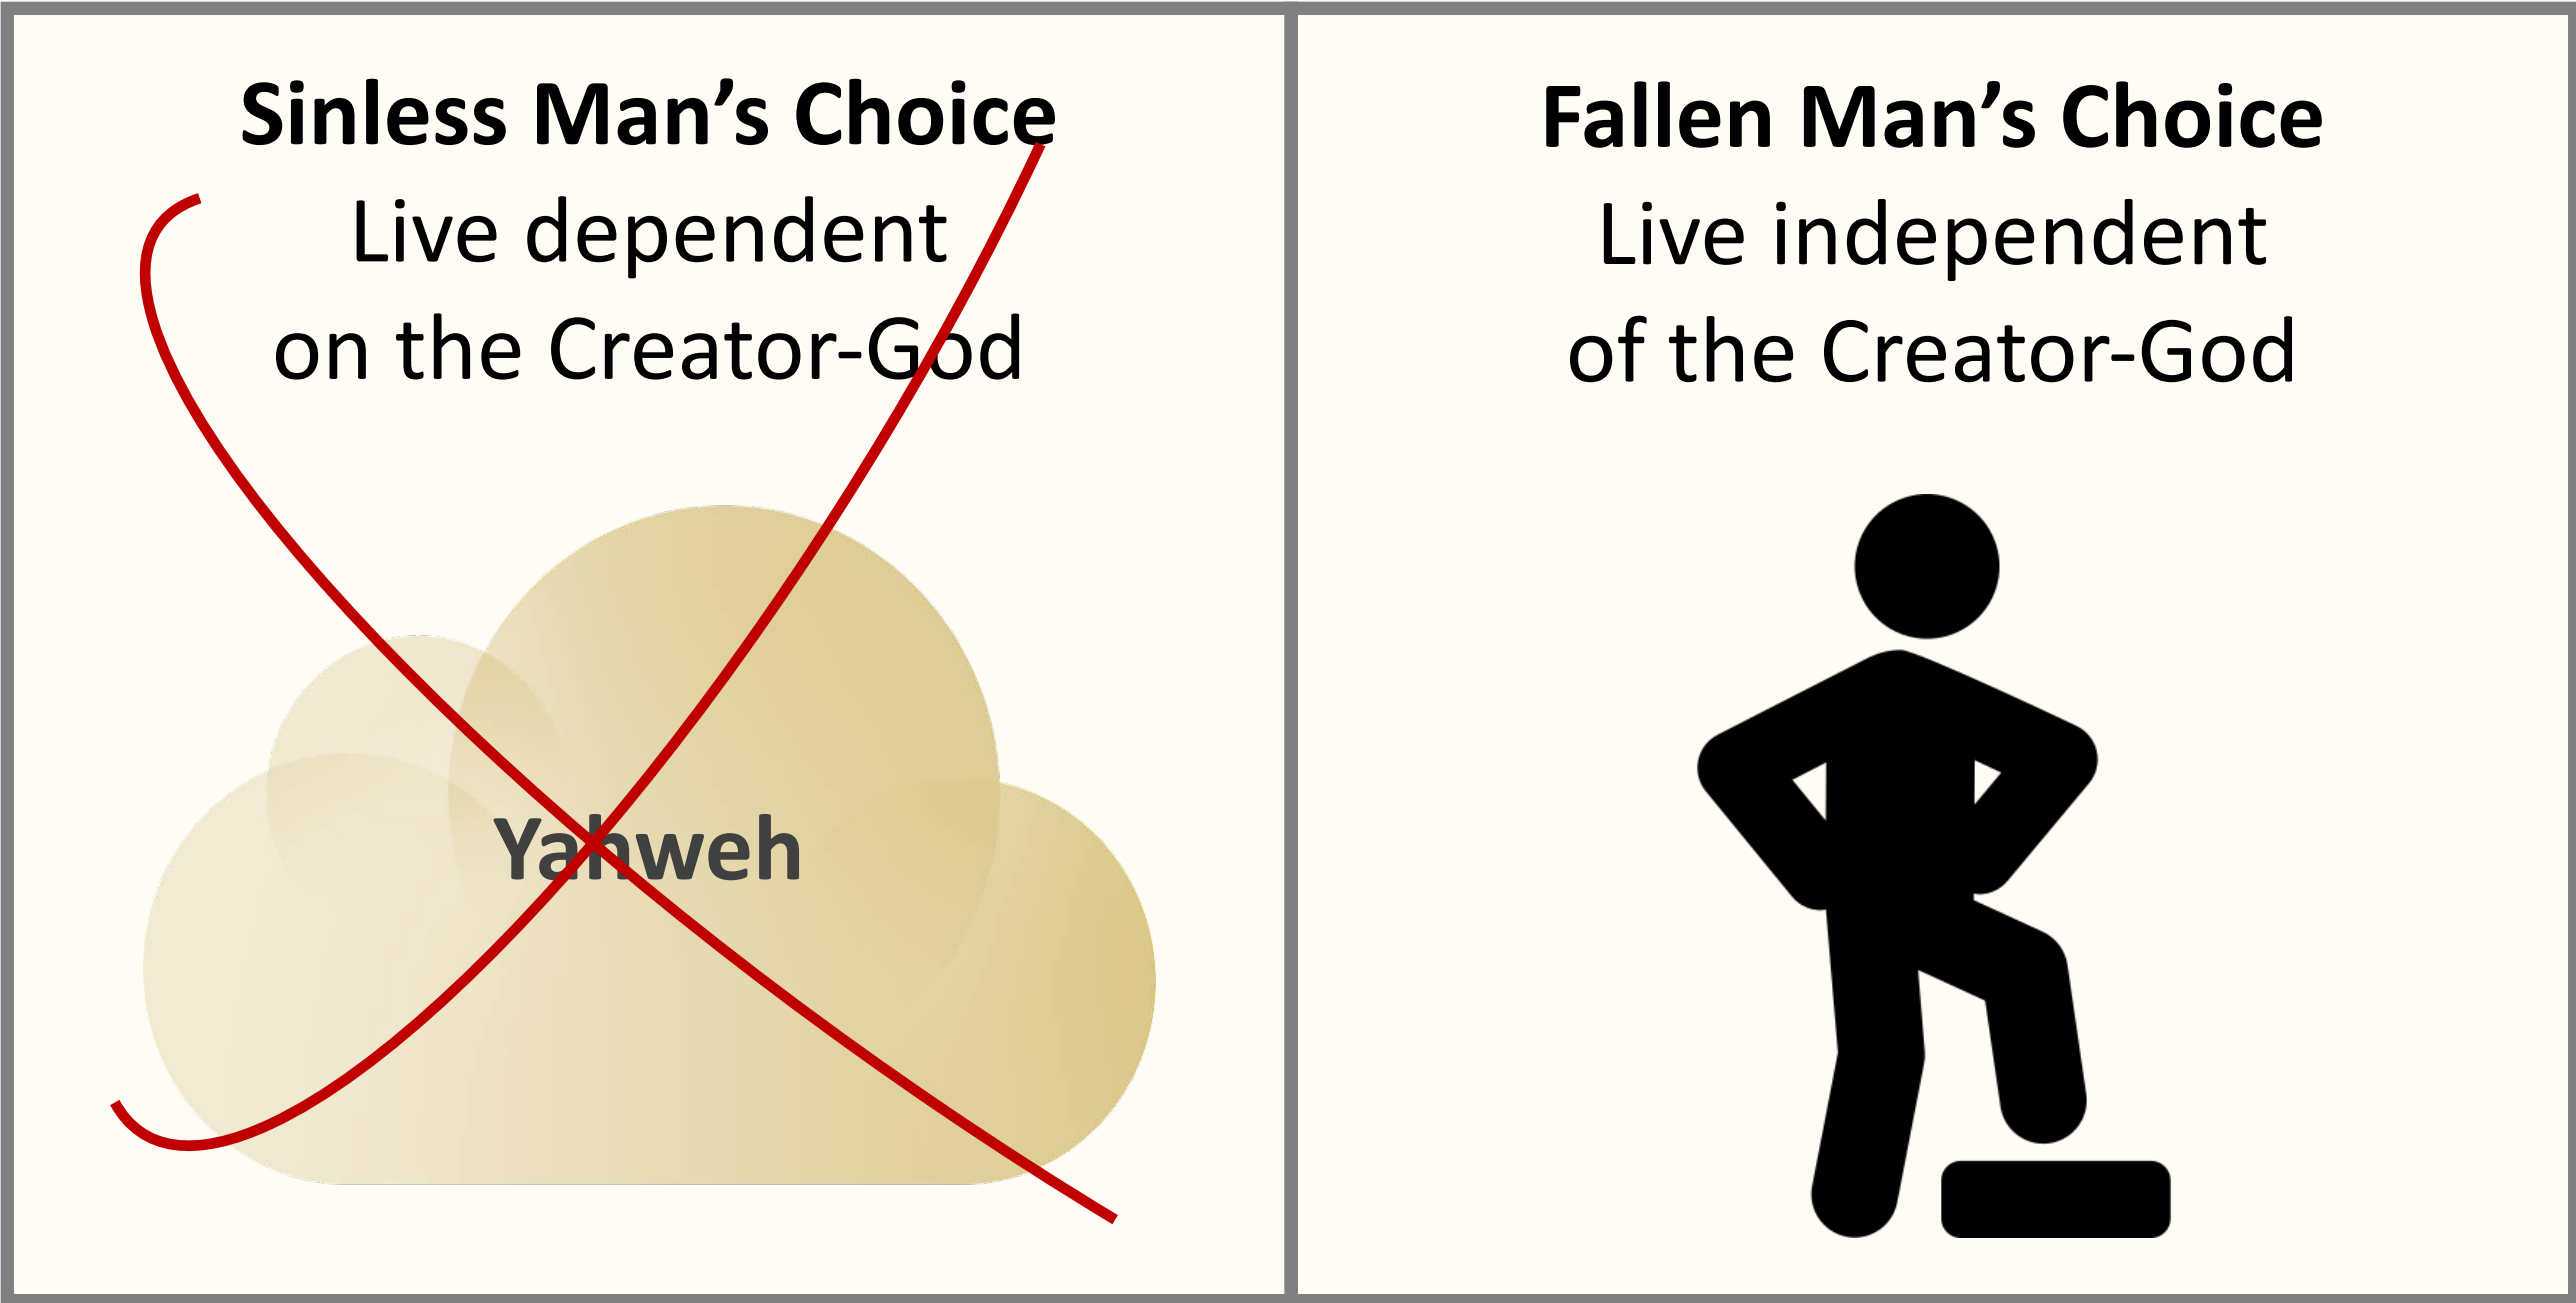 Sinless Man’s Choice
Live dependent
on the Creator-God
Yahweh
Fallen Man’s Choice
Live independent
of the Creator-God